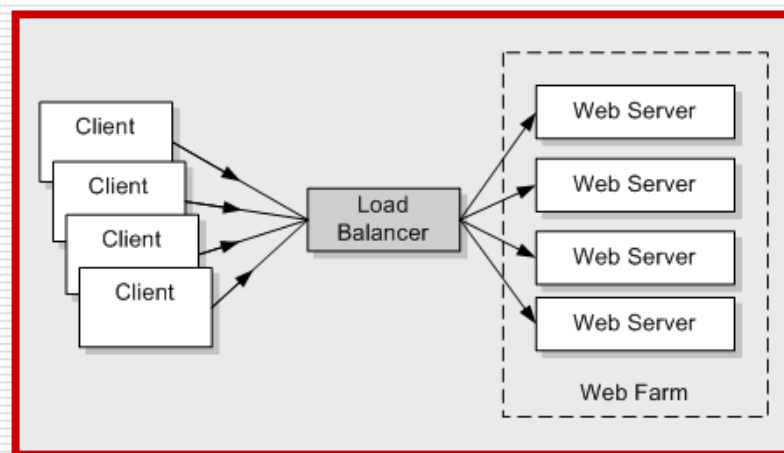 Client
Client
Client
Client
Load
Balancer
Web Server
Web Server
Web Server
Web Server
Web Farm